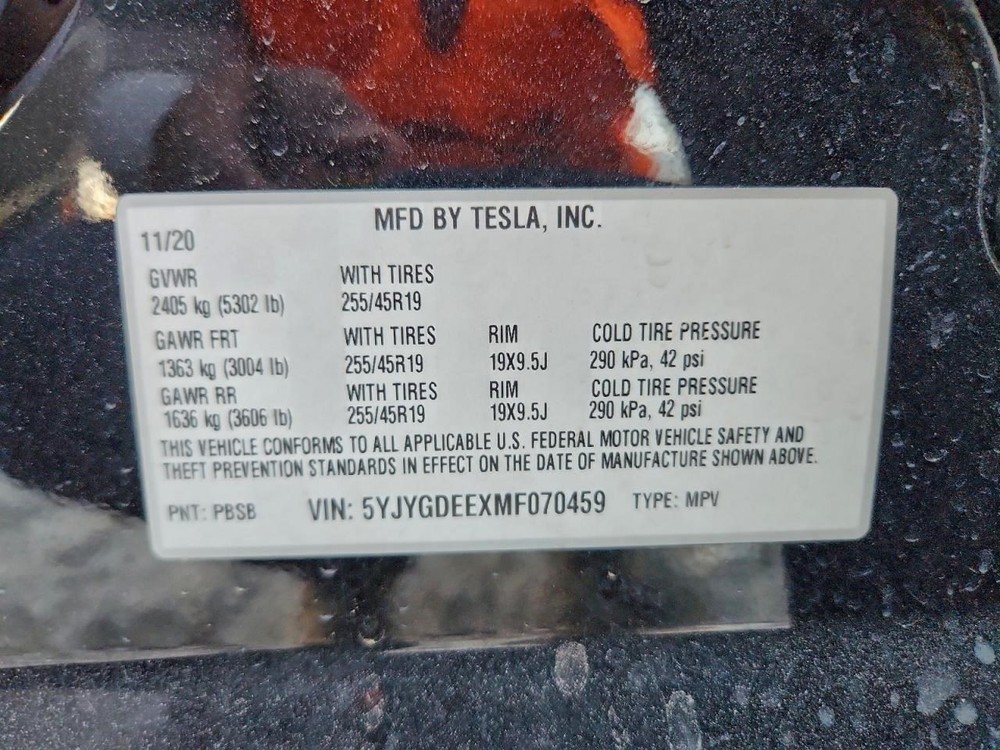 MFD BY TESLA, INC.
11/20
GVWR WITH TIRES
2405 kg (5302 lb) 255/45R19
GAWR FRT WITH TIRES RIM COLD TIRE PRESSURE
1363 kg (3004 lb) 255/45R19 19X9.5J 290 kPa, 42 psi
GAWR RR WITH TIRES RIM COLD TIRE PRESSURE
1636 kg (3606 lb) 255/45R19 19X9.5J 290 kPa, 42 psi
THIS VEHICLE CONFORMS TO ALL APPLICABLE U.S. FEDERAL MOTOR VEHICLE SAFETY AND
THEFT PREVENTION STANDARDS IN EFFECT ON THE DATE OF MANUFACTURE SHOWN ABOVE.
PNT: PBSB VIN: 5YJYGDEEXMF070459 TYPE: MPV